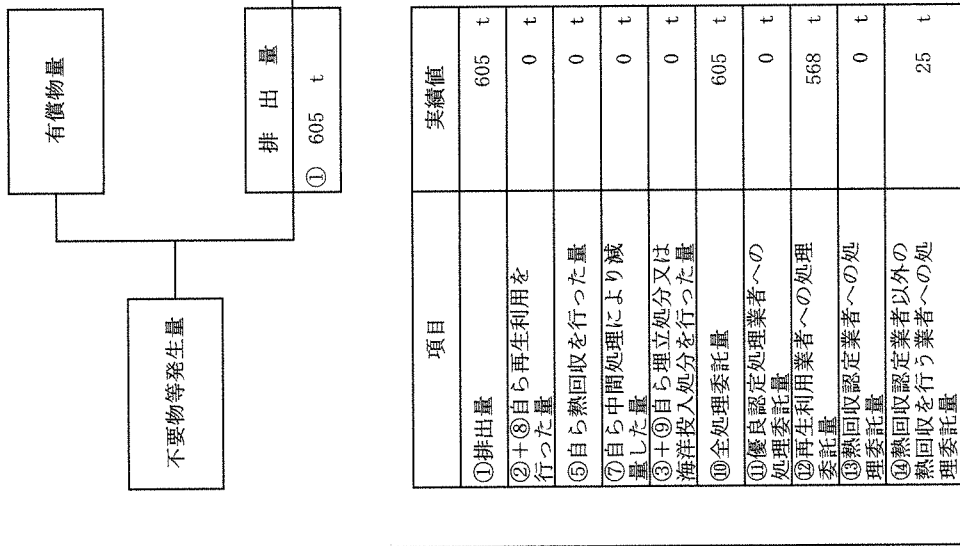 有償物量
不要物等発生量
排出量
① 605 t
項目 実績値
①排出量 605 t
②＋⑧自ら再生利用を
行った量 0 t
⑤自ら熱回収を行った量 0 t
⑦自ら中間処理により減
量した量 0 t
③＋⑨自ら埋立処分又は
海洋投入処分を行った量 0 t
⑩全処理委託量 605 t
⑪優良認定処理業者への
処理委託量 0 t
⑫再生利用業者への処理
委託量 568 t
⑬熱回収認定業者への処
理委託量 0 t
⑭熱回収認定業者以外の
熱回収を行う業者への処
理委託量 25 t